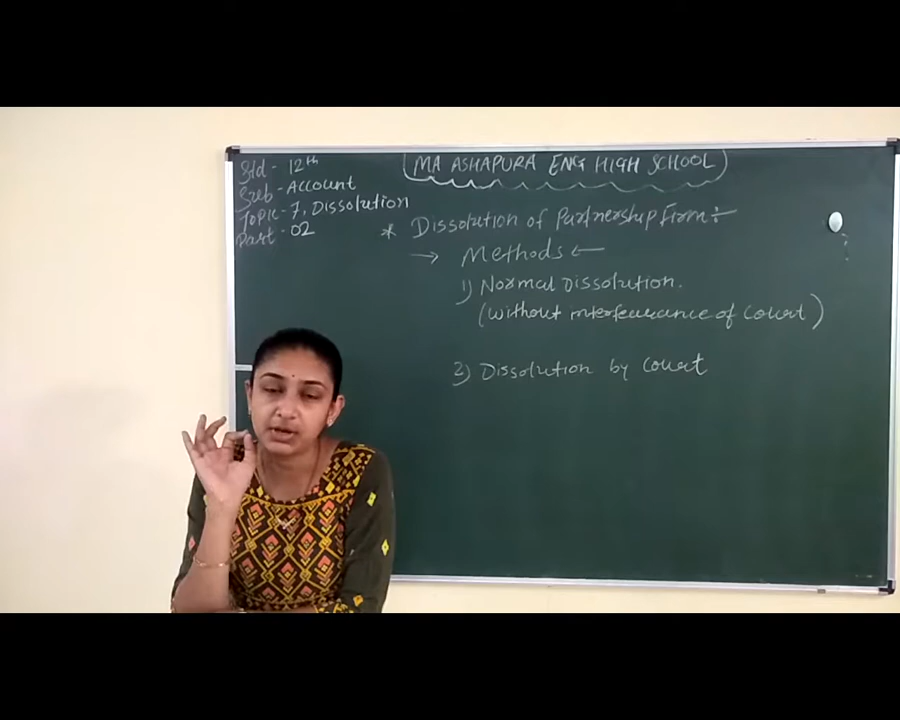 MA ASHAPURA ENG HIGH SCHOOL
Std - 12th
Sub - Account
Topic - 7, Dissolution
Part - 02
* Dissolution of Partnership Firm ÷
→ Methods ←
1) Normal Dissolution.
(without interfearance of Court)
2) Dissolution by Court